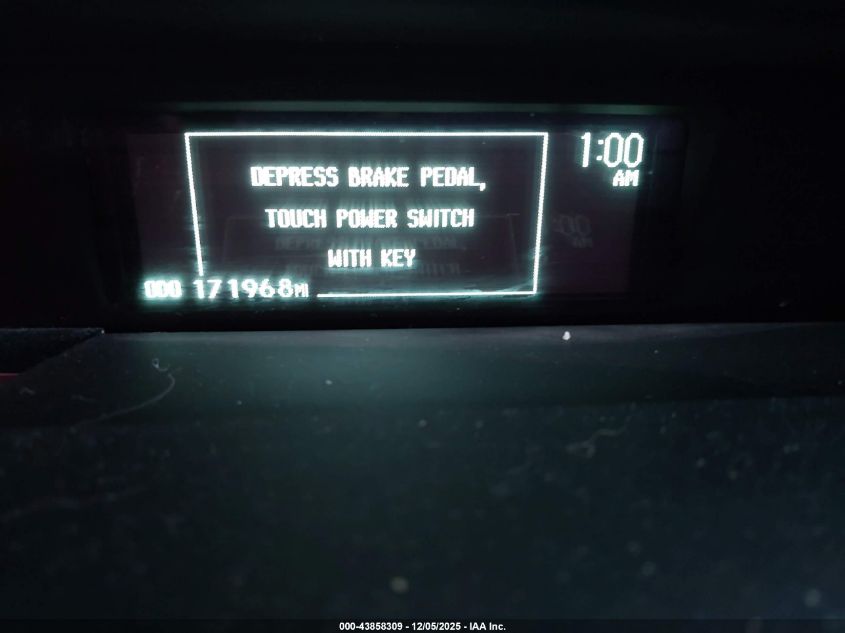 DEPRESS BRAKE PEDAL,
TOUCH POWER SWITCH
WITH KEY
1:00
AM
ODO 171968MI
000-43858309 - 12/05/2025 - IAA Inc.